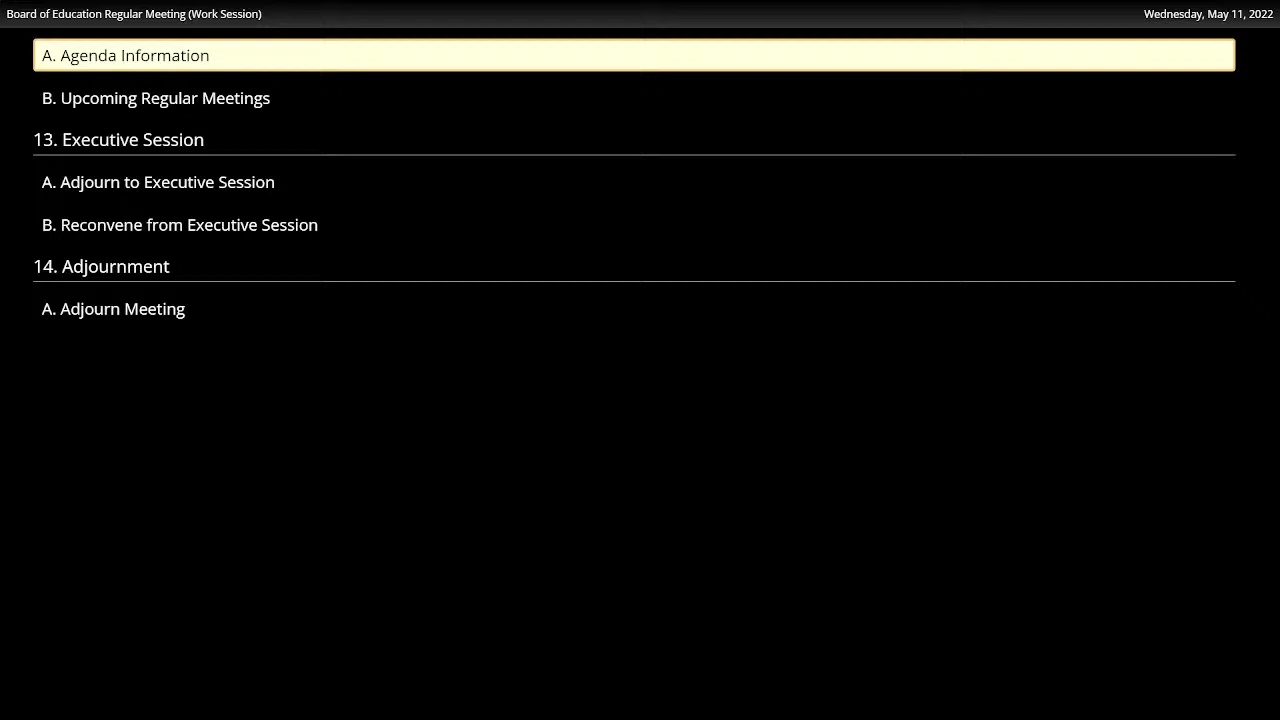 Board of Education Regular Meeting (Work Session)
Wednesday, May 11, 2022
A. Agenda Information
B. Upcoming Regular Meetings
13. Executive Session
A. Adjourn to Executive Session
B. Reconvene from Executive Session
14. Adjournment
A. Adjourn Meeting